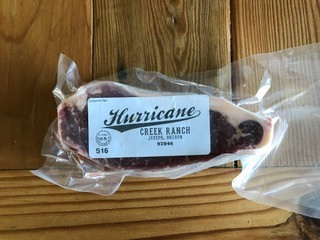 Hurricane
CREEK RANCH
JOSEPH, OREGON
97846
516